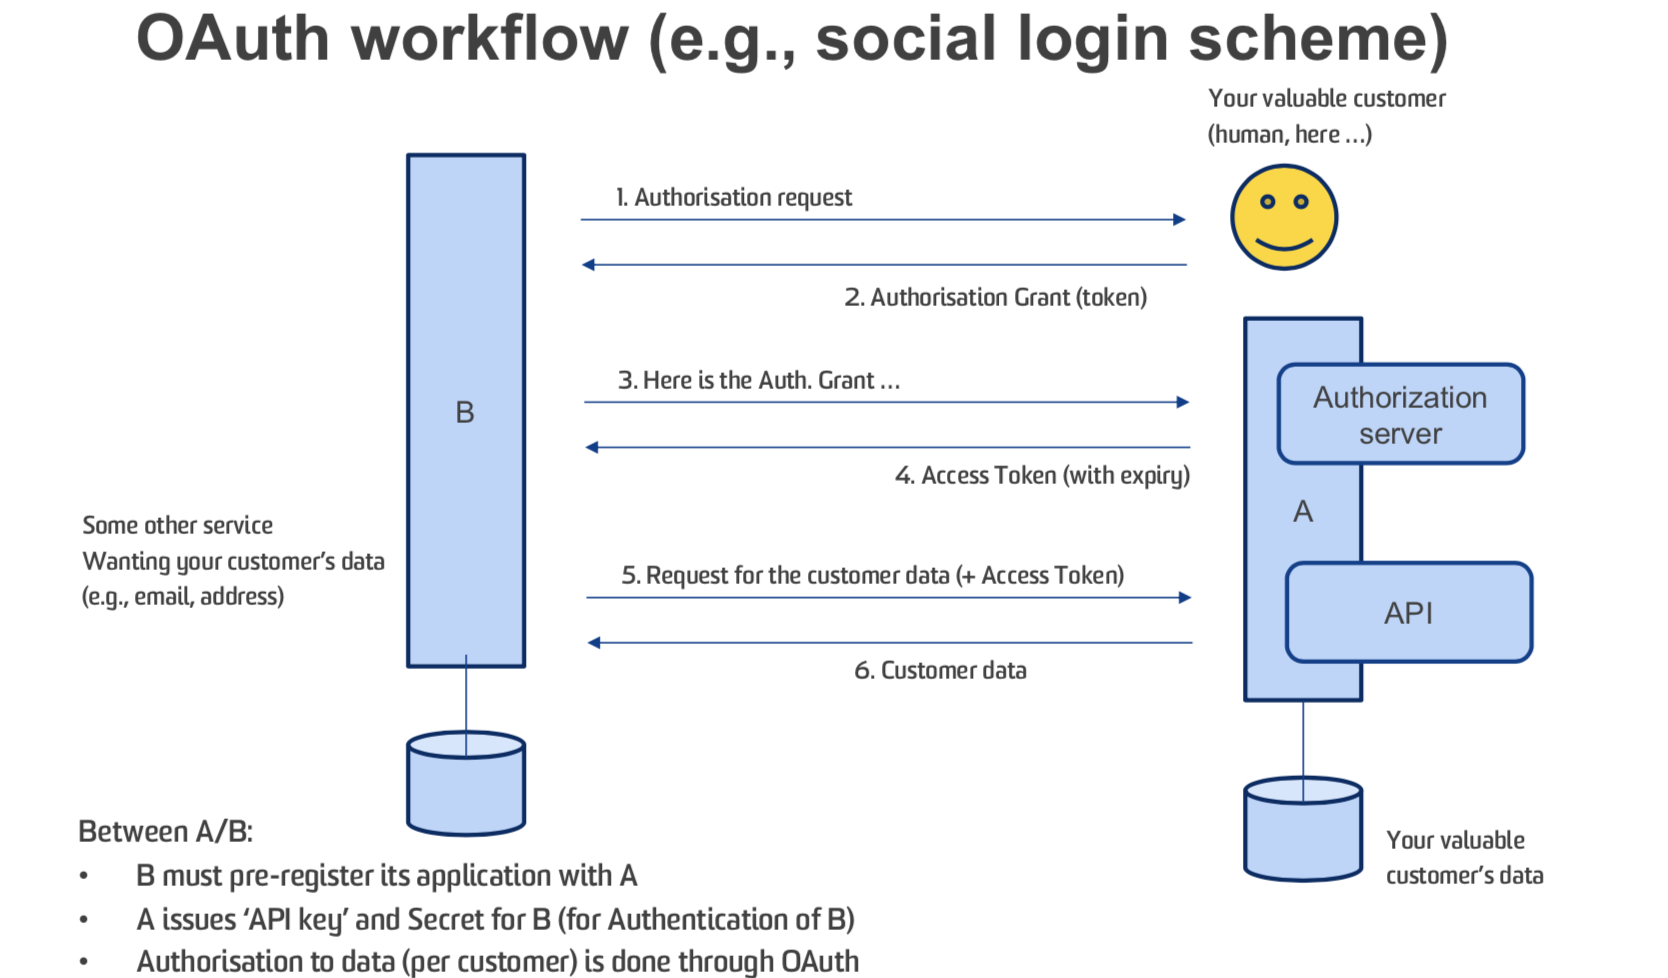 OAuth workflow (e.g., social login scheme)
Your valuable customer
(human, here ...)
1. Authorisation request
2. Authorisation Grant (token)
3. Here is the Auth. Grant ...
Authorization
server
B
4. Access Token (with expiry)
A
Some other service
Wanting your customer's data
(e.g., email, address)
5. Request for the customer data (+ Access Token)
API
6. Customer data
Your valuable
customer's data
Between A/B:
• B must pre-register its application with A
• A issues ‘API key’ and Secret for B (for Authentication of B)
• Authorisation to data (per customer) is done through OAuth